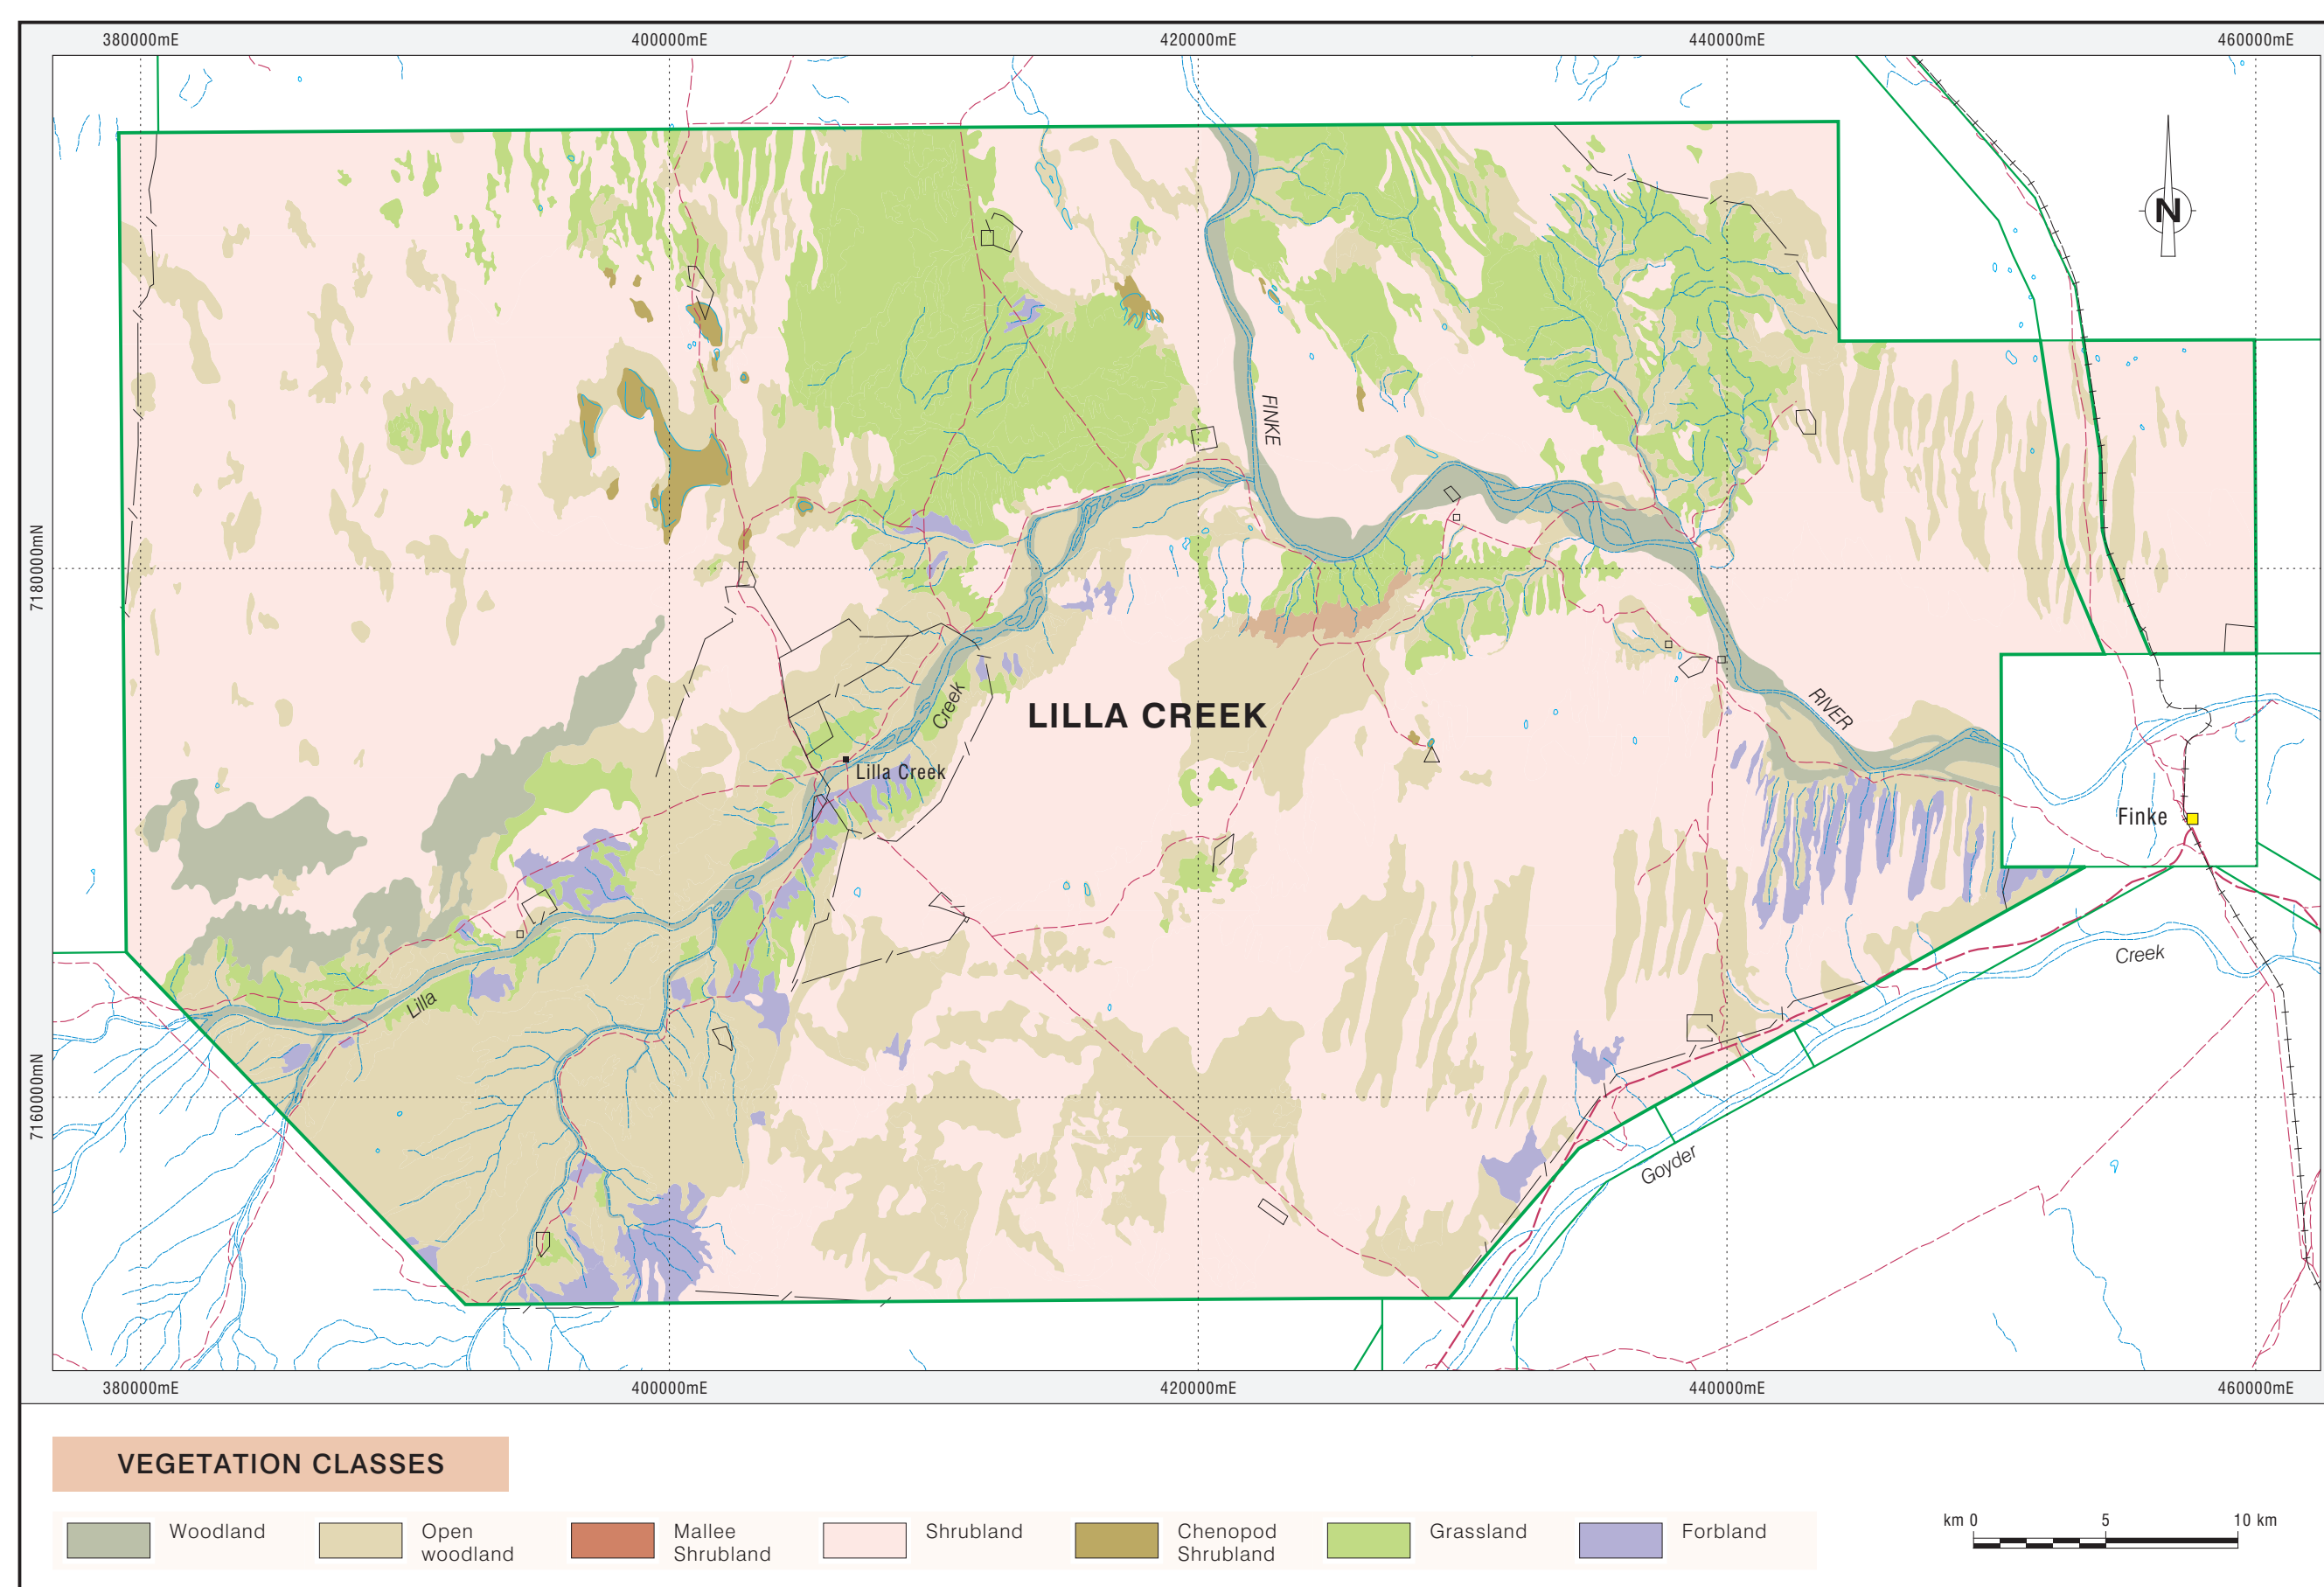 380000mE 400000mE 420000mE 440000mE 460000mE
N
FINKE
7180000mN
RIVER
Creek
LILLA CREEK
Lilla Creek
Finke
Creek
Lilla
7160000mN
Goyder
380000mE 400000mE 420000mE 440000mE 460000mE
VEGETATION CLASSES
Woodland
Open
woodland
Mallee
Shrubland
Shrubland
Chenopod
Shrubland
Grassland
Forbland
km 0 5 10 km